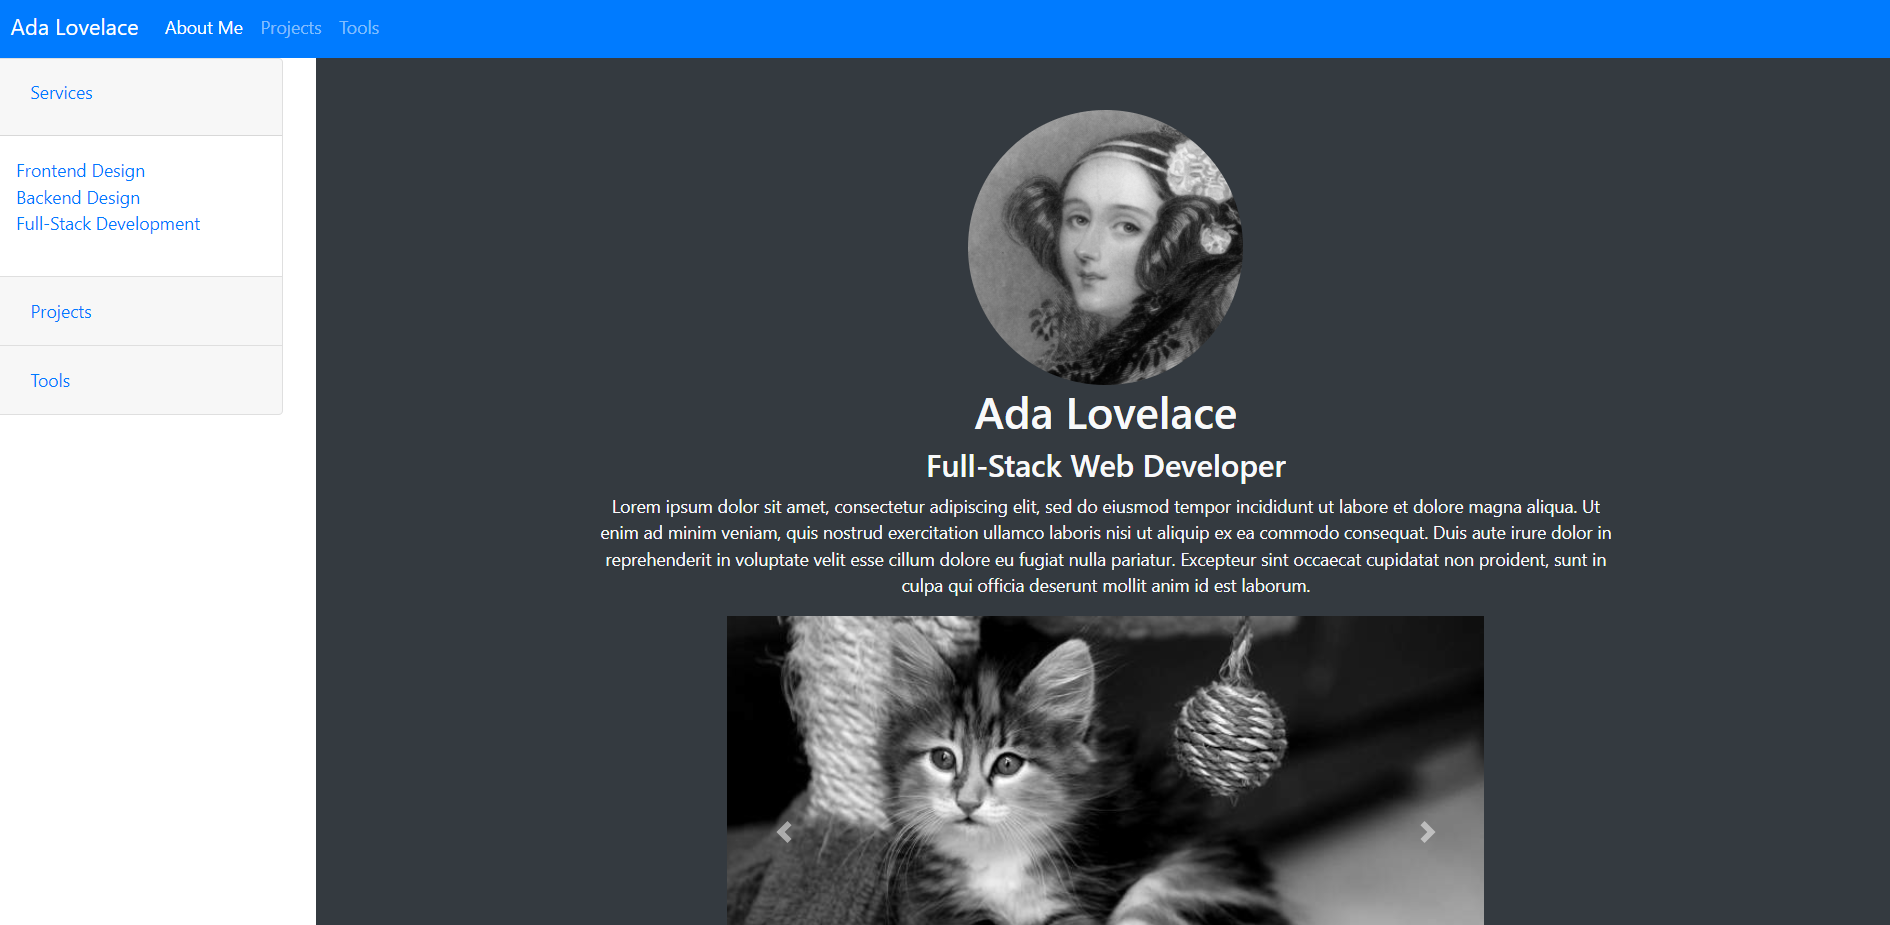 Ada Lovelace About Me Projects Tools
Services
Frontend Design
Backend Design
Full-Stack Development
Projects
Tools
Ada Lovelace
Full-Stack Web Developer
Lorem ipsum dolor sit amet, consectetur adipiscing elit, sed do eiusmod tempor incididunt ut labore et dolore magna aliqua. Ut
enim ad minim veniam, quis nostrud exercitation ullamco laboris nisi ut aliquip ex ea commodo consequat. Duis aute irure dolor in
reprehenderit in voluptate velit esse cillum dolore eu fugiat nulla pariatur. Excepteur sint occaecat cupidatat non proident, sunt in
culpa qui officia deserunt mollit anim id est laborum.